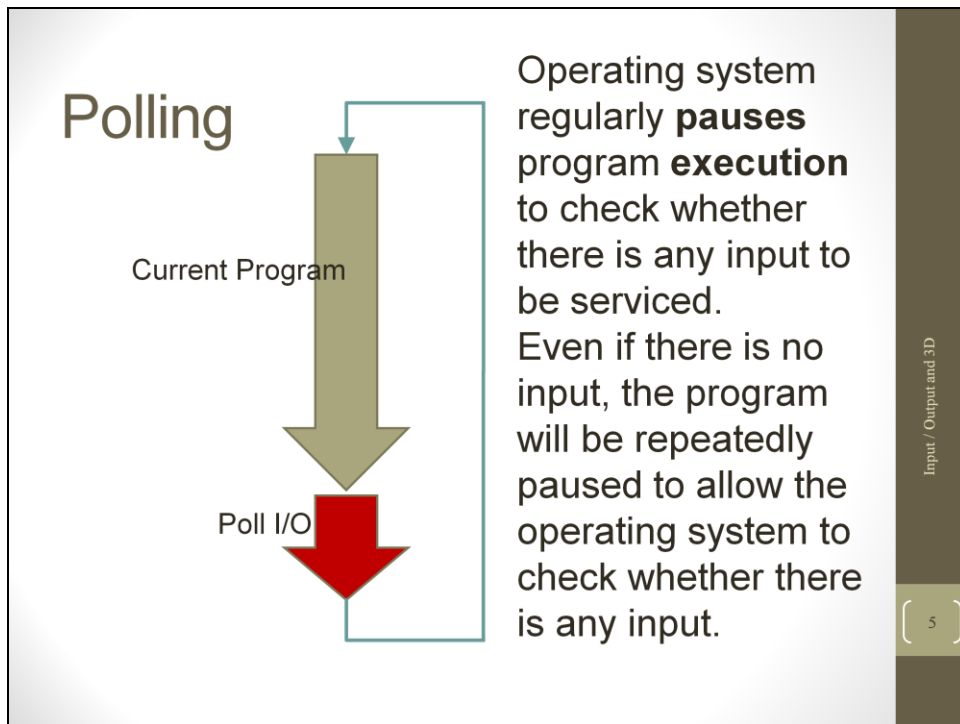 Polling
Current Program
Poll I/O
Operating system
regularly pauses
program execution
to check whether
there is any input to
be serviced.
Even if there is no
input, the program
will be repeatedly
paused to allow the
operating system to
check whether there
is any input.
Input / Output and 3D
5